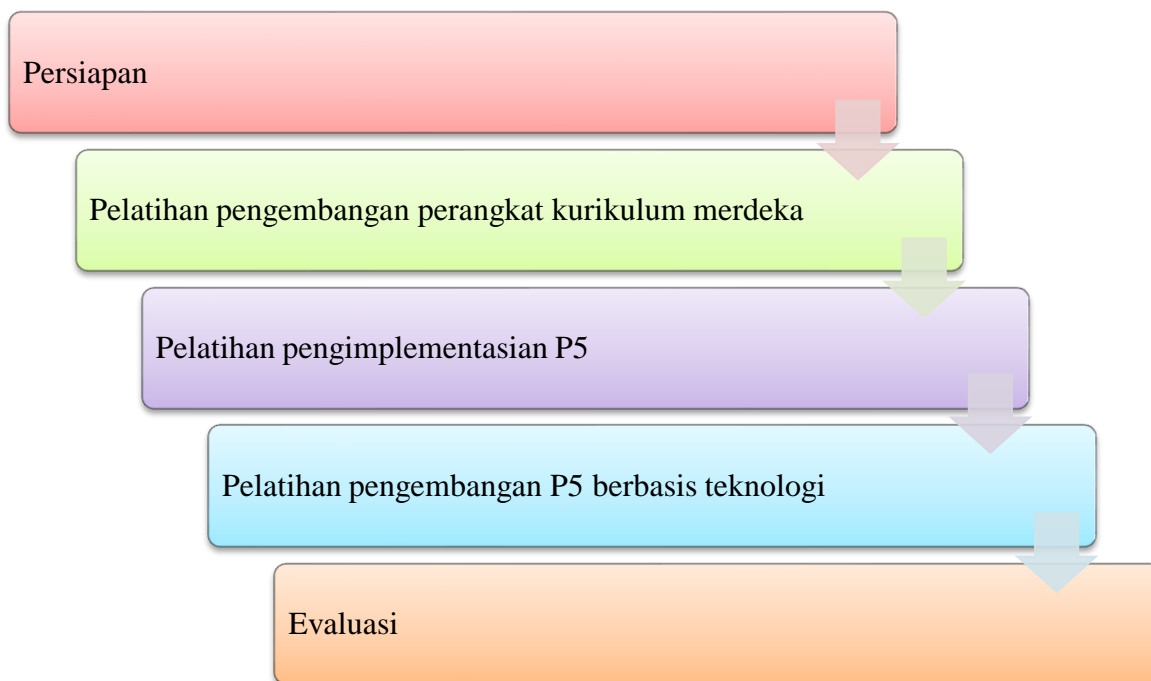 Persiapan
Pelatihan pengembangan perangkat kurikulum merdeka
Pelatihan pengimplementasian P5
Pelatihan pengembangan P5 berbasis teknologi
Evaluasi